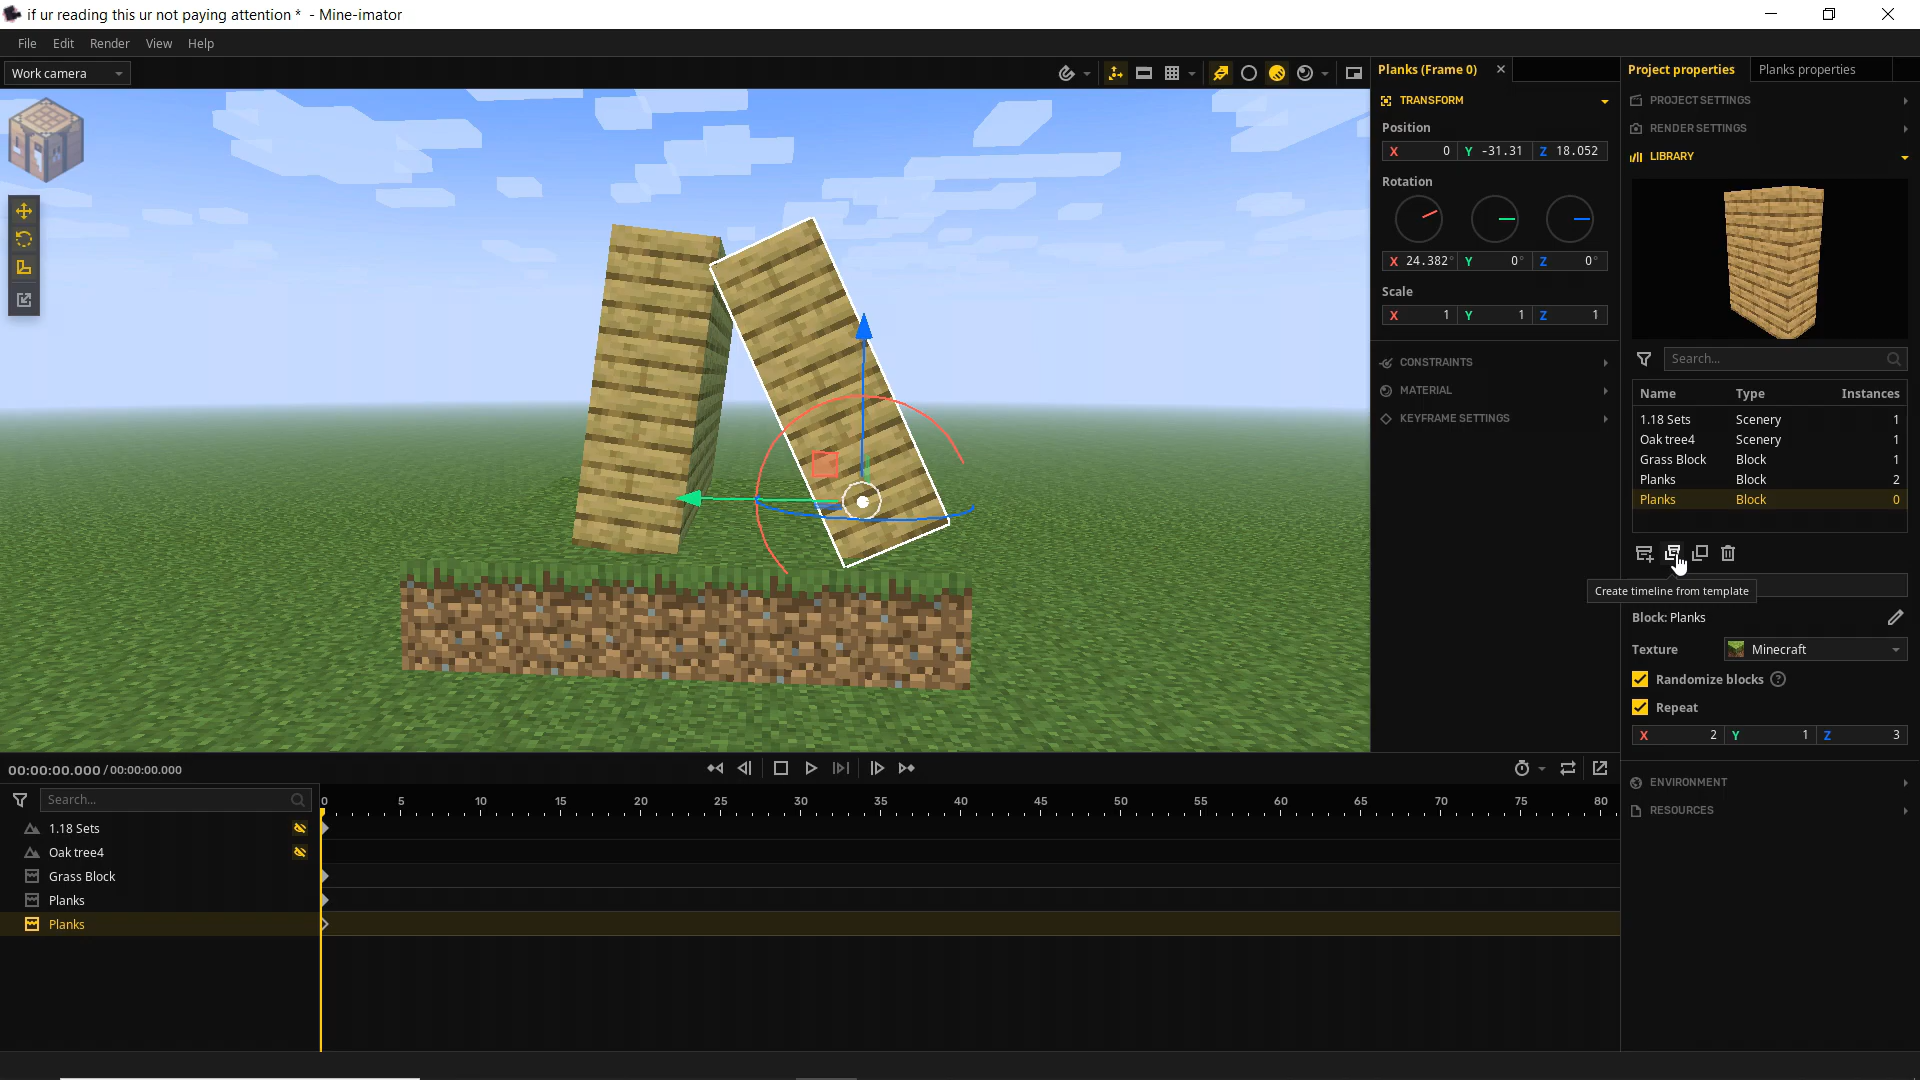 if ur reading this ur not paying attention * - Mine-imator
File Edit Render View Help
Work camera
Planks (Frame 0)
TRANSFORM
Position
X 0 Y -31.31 Z 18.052
Rotation
X 24.382° Y 0° Z 0°
Scale
X 1 Y 1 Z 1
CONSTRAINTS
MATERIAL
KEYFRAME SETTINGS
Project properties Planks properties
PROJECT SETTINGS
RENDER SETTINGS
LIBRARY
Search...
Name Type Instances
1.18 Sets Scenery 1
Oak tree4 Scenery 1
Grass Block Block 1
Planks Block 2
Planks Block 0
Create timeline from template
Block: Planks
Texture Minecraft
Randomize blocks ?
Repeat
X 2 Y 1 Z 3
ENVIRONMENT
RESOURCES
00:00:00.000 / 00:00:00.000
Search...
0 5 10 15 20 25 30 35 40 45 50 55 60 65 70 75 80
1.18 Sets
Oak tree4
Grass Block
Planks
Planks